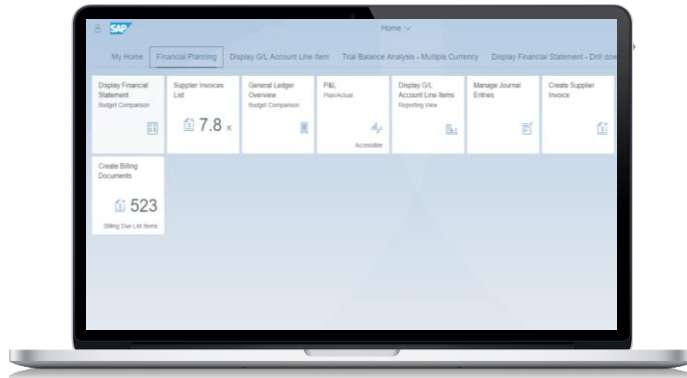 SAP
Home
My Home
Financial Planning
Display G/L Account Line Item
Trial Balance Analysis - Multiple Currency
Display Financial Statement - Drill dow
Display Financial
Statement
Budget Comparison
Supplier Invoices
List
7.8 K
General Ledger
Overview
Budget Comparison
P&L
Plan/Actual
Accessible
Display G/L
Account Line Items
Reporting View
Manage Journal
Entries
Create Supplier
Invoice
Create Billing
Documents
523
Billing Due List Items